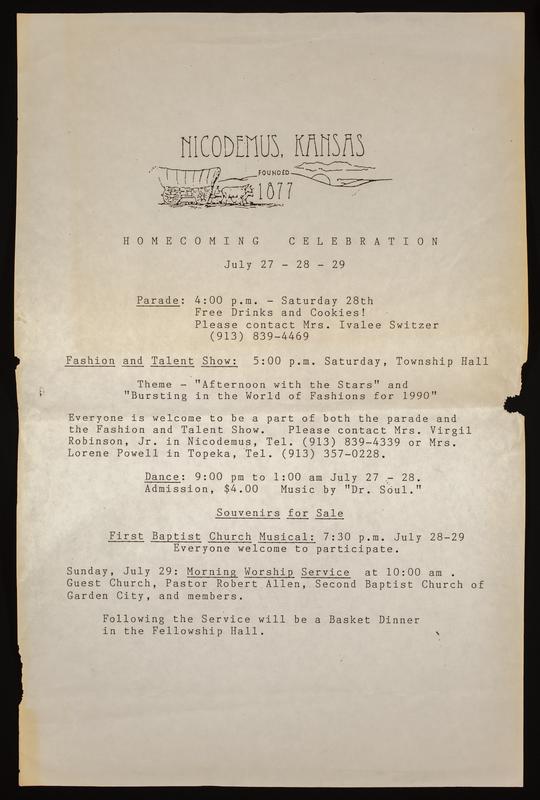 NICODEMUS, KANSAS
FOUNDED
1877
HOMECOMING CELEBRATION
July 27 - 28 - 29
Parade: 4:00 p.m. - Saturday 28th
Free Drinks and Cookies!
Please contact Mrs. Ivalee Switzer
(913) 839-4469
Fashion and Talent Show: 5:00 p.m. Saturday, Township Hall
Theme - "Afternoon with the Stars" and
"Bursting in the World of Fashions for 1990"
Everyone is welcome to be a part of both the parade and
the Fashion and Talent Show. Please contact Mrs. Virgil
Robinson, Jr. in Nicodemus, Tel. (913) 839-4339 or Mrs.
Lorene Powell in Topeka, Tel. (913) 357-0228.
Dance: 9:00 pm to 1:00 am July 27 - 28.
Admission, $4.00 Music by "Dr. Soul."
Souvenirs for Sale
First Baptist Church Musical: 7:30 p.m. July 28-29
Everyone welcome to participate.
Sunday, July 29: Morning Worship Service at 10:00 am .
Guest Church, Pastor Robert Allen, Second Baptist Church of
Garden City, and members.
Following the Service will be a Basket Dinner
in the Fellowship Hall.